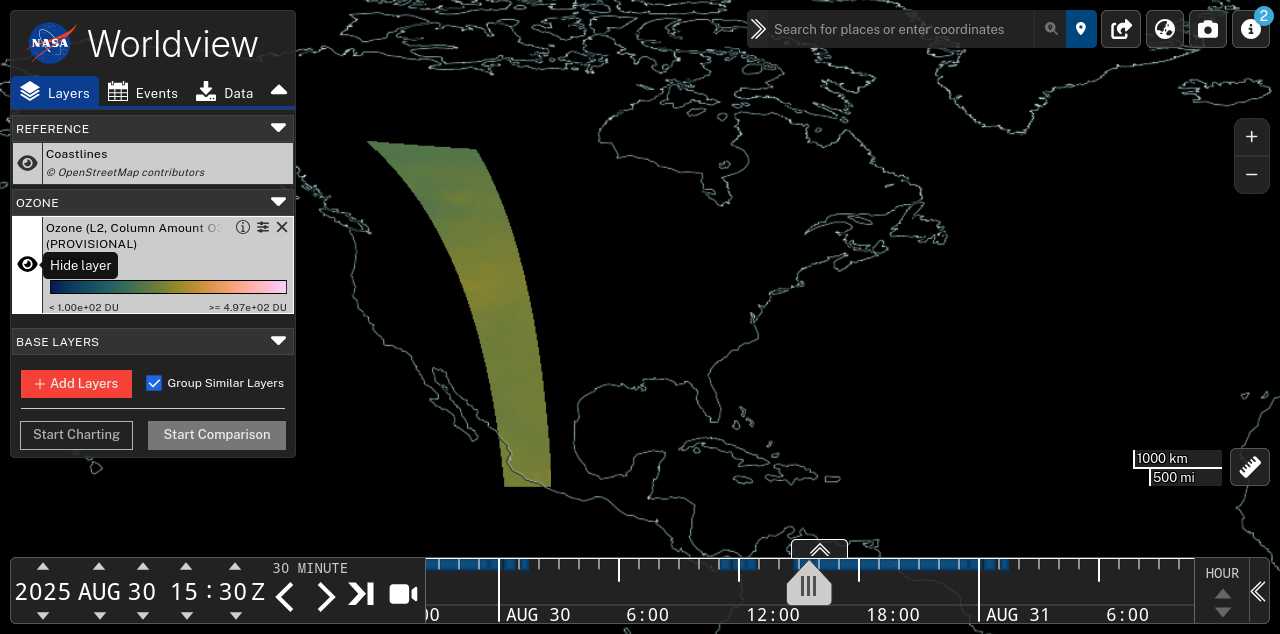 NASA Worldview
Search for places or enter coordinates
2
Layers
Events
Data
REFERENCE
Coastlines
© OpenStreetMap contributors
OZONE
Ozone (L2, Column Amount O3
(PROVISIONAL)
Hide layer
< 1.00e+02 DU
>= 4.97e+02 DU
BASE LAYERS
+ Add Layers
Group Similar Layers
Start Charting
Start Comparison
1000 km
500 mi
30 MINUTE
2025 AUG 30 15 : 30 Z
00
AUG 30
6:00
12:00
18:00
AUG 31
6:00
HOUR